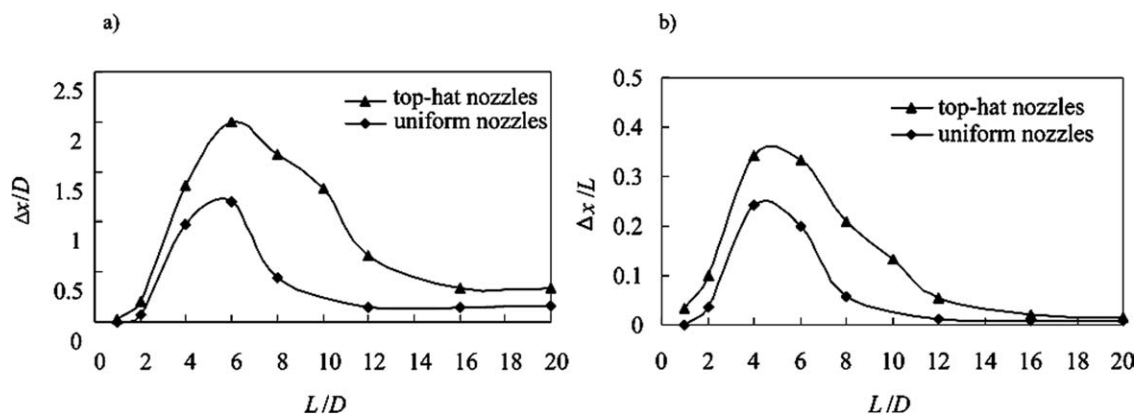 a)
2.5
2
1.5
1
0.5
0
Δx/D
top-hat nozzles
uniform nozzles
0 2 4 6 8 10 12 14 16 18 20
L/D
b)
0.5
0.4
0.3
0.2
0.1
0
Δx/L
top-hat nozzles
uniform nozzles
0 2 4 6 8 10 12 14 16 18 20
L/D